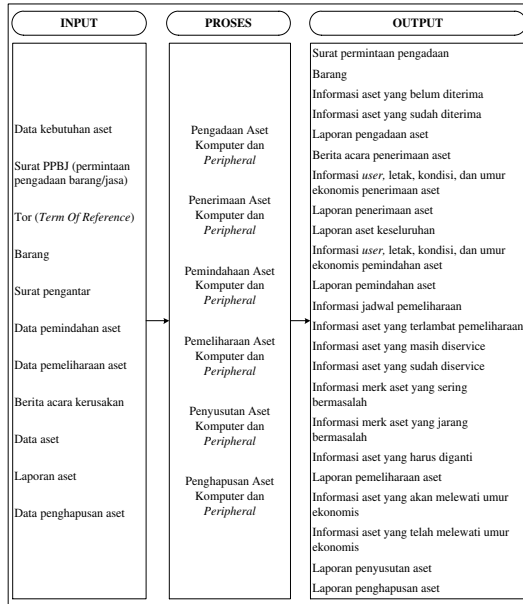 INPUT
Data kebutuhan aset
Surat PPBJ (permintaan
pengadaan barang/jasa)
Tor (Term Of Reference)
Barang
Surat pengantar
Data pemindahan aset
Data pemeliharaan aset
Berita acara kerusakan
Data aset
Laporan aset
Data penghapusan aset
PROSES
Pengadaan Aset
Komputer dan
Peripheral
Penerimaan Aset
Komputer dan
Peripheral
Pemindahaan Aset
Komputer dan
Peripheral
Pemeliharaan Aset
Komputer dan
Peripheral
Penyusutan Aset
Komputer dan
Peripheral
Penghapusan Aset
Komputer dan
Peripheral
OUTPUT
Surat permintaan pengadaan
Barang
Informasi aset yang belum diterima
Informasi aset yang sudah diterima
Laporan pengadaan aset
Berita acara penerimaan aset
Informasi user, letak, kondisi, dan umur
ekonomis penerimaan aset
Laporan penerimaan aset
Laporan aset keseluruhan
Informasi user, letak, kondisi, dan umur
ekonomis pemindahan aset
Laporan pemindahan aset
Informasi jadwal pemeliharaan
Informasi aset yang terlambat pemeliharaan
Informasi aset yang masih diservice
Informasi aset yang sudah diservice
Informasi merk aset yang sering
bermasalah
Informasi merk aset yang jarang
bermasalah
Informasi aset yang harus diganti
Laporan pemeliharaan aset
Informasi aset yang akan melewati umur
ekonomis
Informasi aset yang telah melewati umur
ekonomis
Laporan penyusutan aset
Laporan penghapusan aset